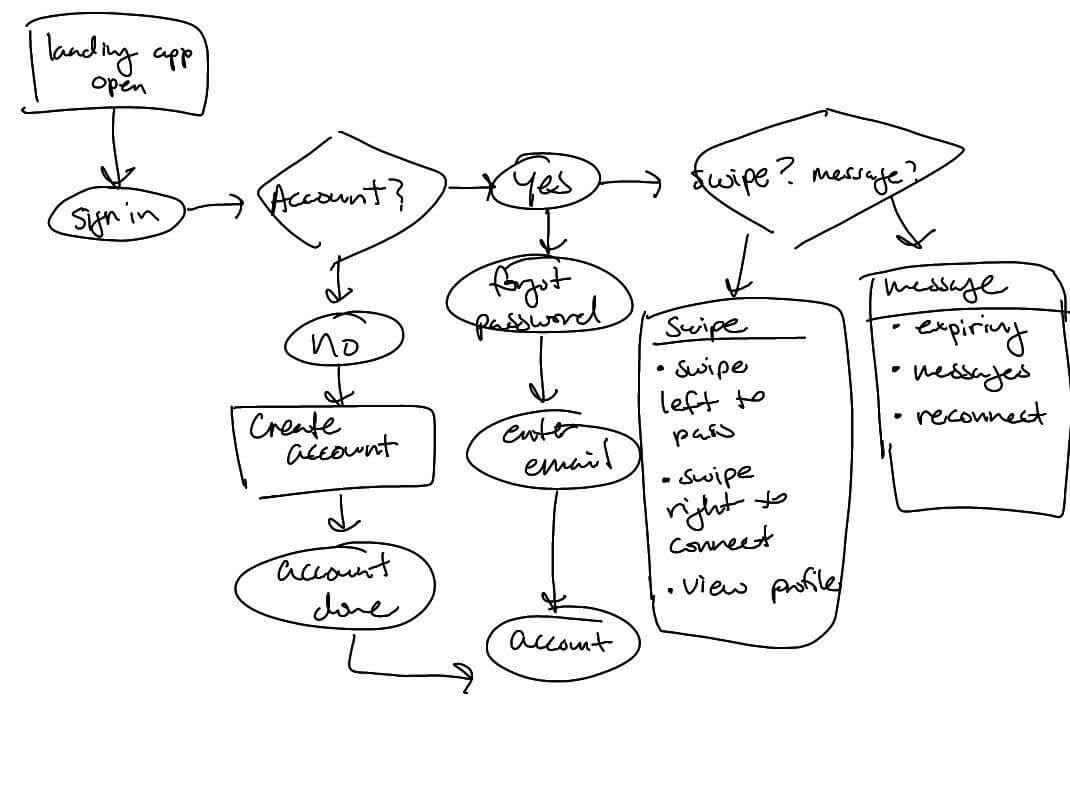 landing app
open
sign in
Account?
Yes
swipe? message?
forgot
password
no
Create
account
enter
email
account
done
account
swipe
• swipe
left to
pass
• swipe
right to
connect
• view profile
message
• expiring
• messages
• reconnect